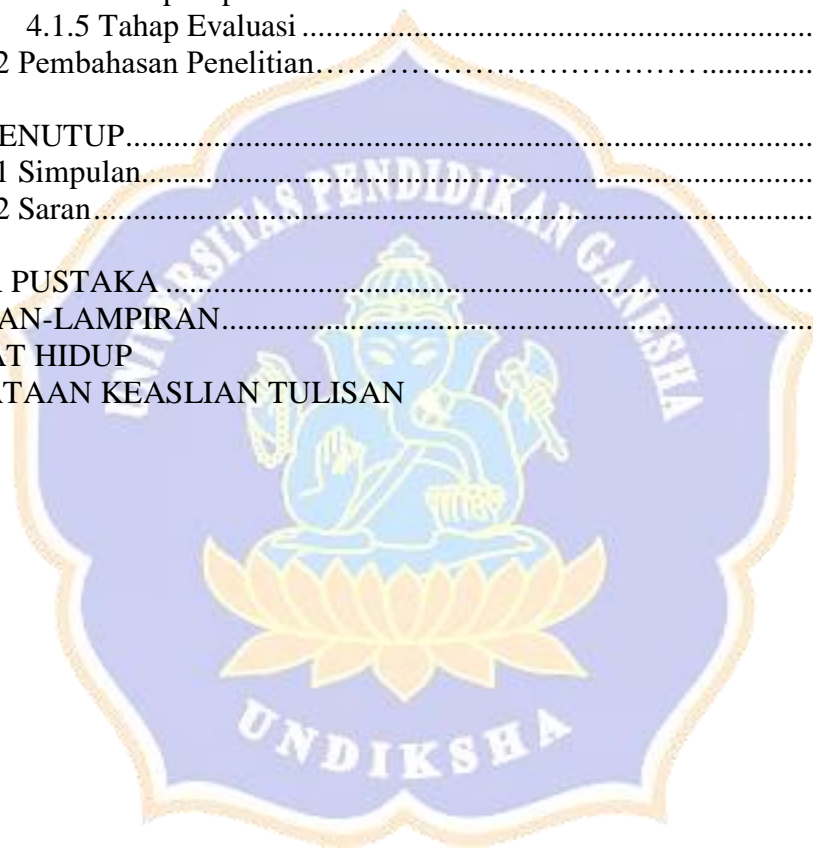 4.1.5 Tahap Evaluasi ........................................................................
2 Pembahasan Penelitian…………………………… ...............
ENUTUP.......................................................................................
1 Simpulan.....................................................................................
2 Saran...........................................................................................
PUSTAKA ..................................................................................
AN-LAMPIRAN...........................................................................
AT HIDUP
ATAAN KEASLIAN TULISAN
UNIVERSITAS PENDIDIKAN GANESHA
UNDIKSHA